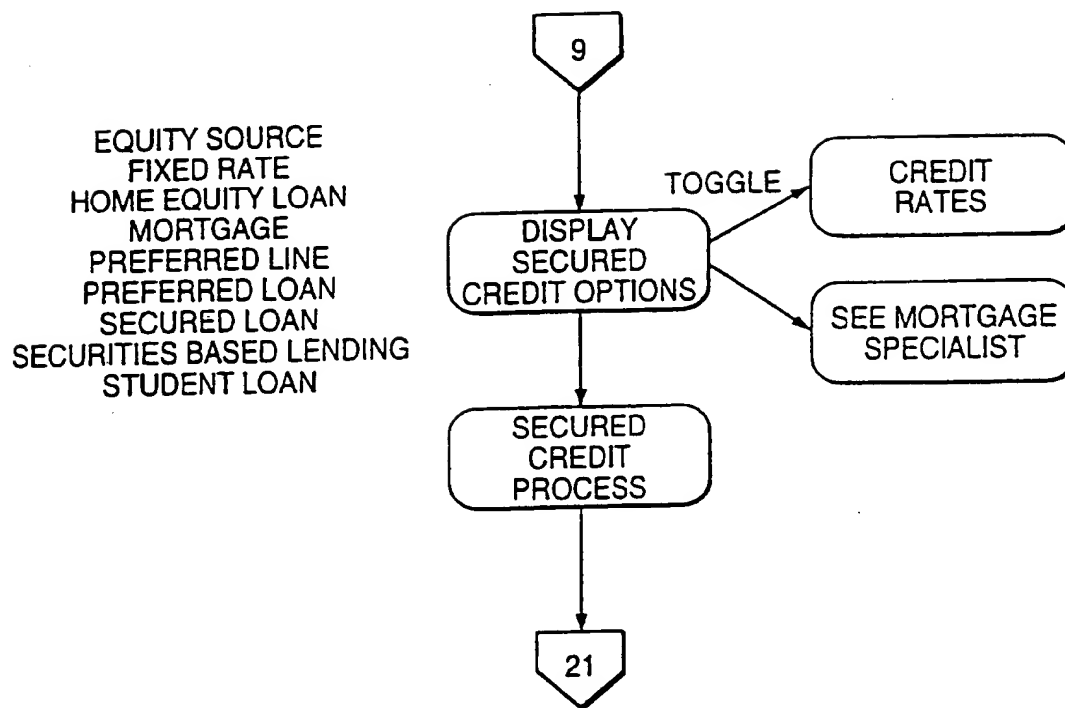 9
EQUITY SOURCE
FIXED RATE
HOME EQUITY LOAN
MORTGAGE
PREFERRED LINE
PREFERRED LOAN
SECURED LOAN
SECURITIES BASED LENDING
STUDENT LOAN
DISPLAY
SECURED
CREDIT OPTIONS
TOGGLE
CREDIT
RATES
SEE MORTGAGE
SPECIALIST
SECURED
CREDIT
PROCESS
21